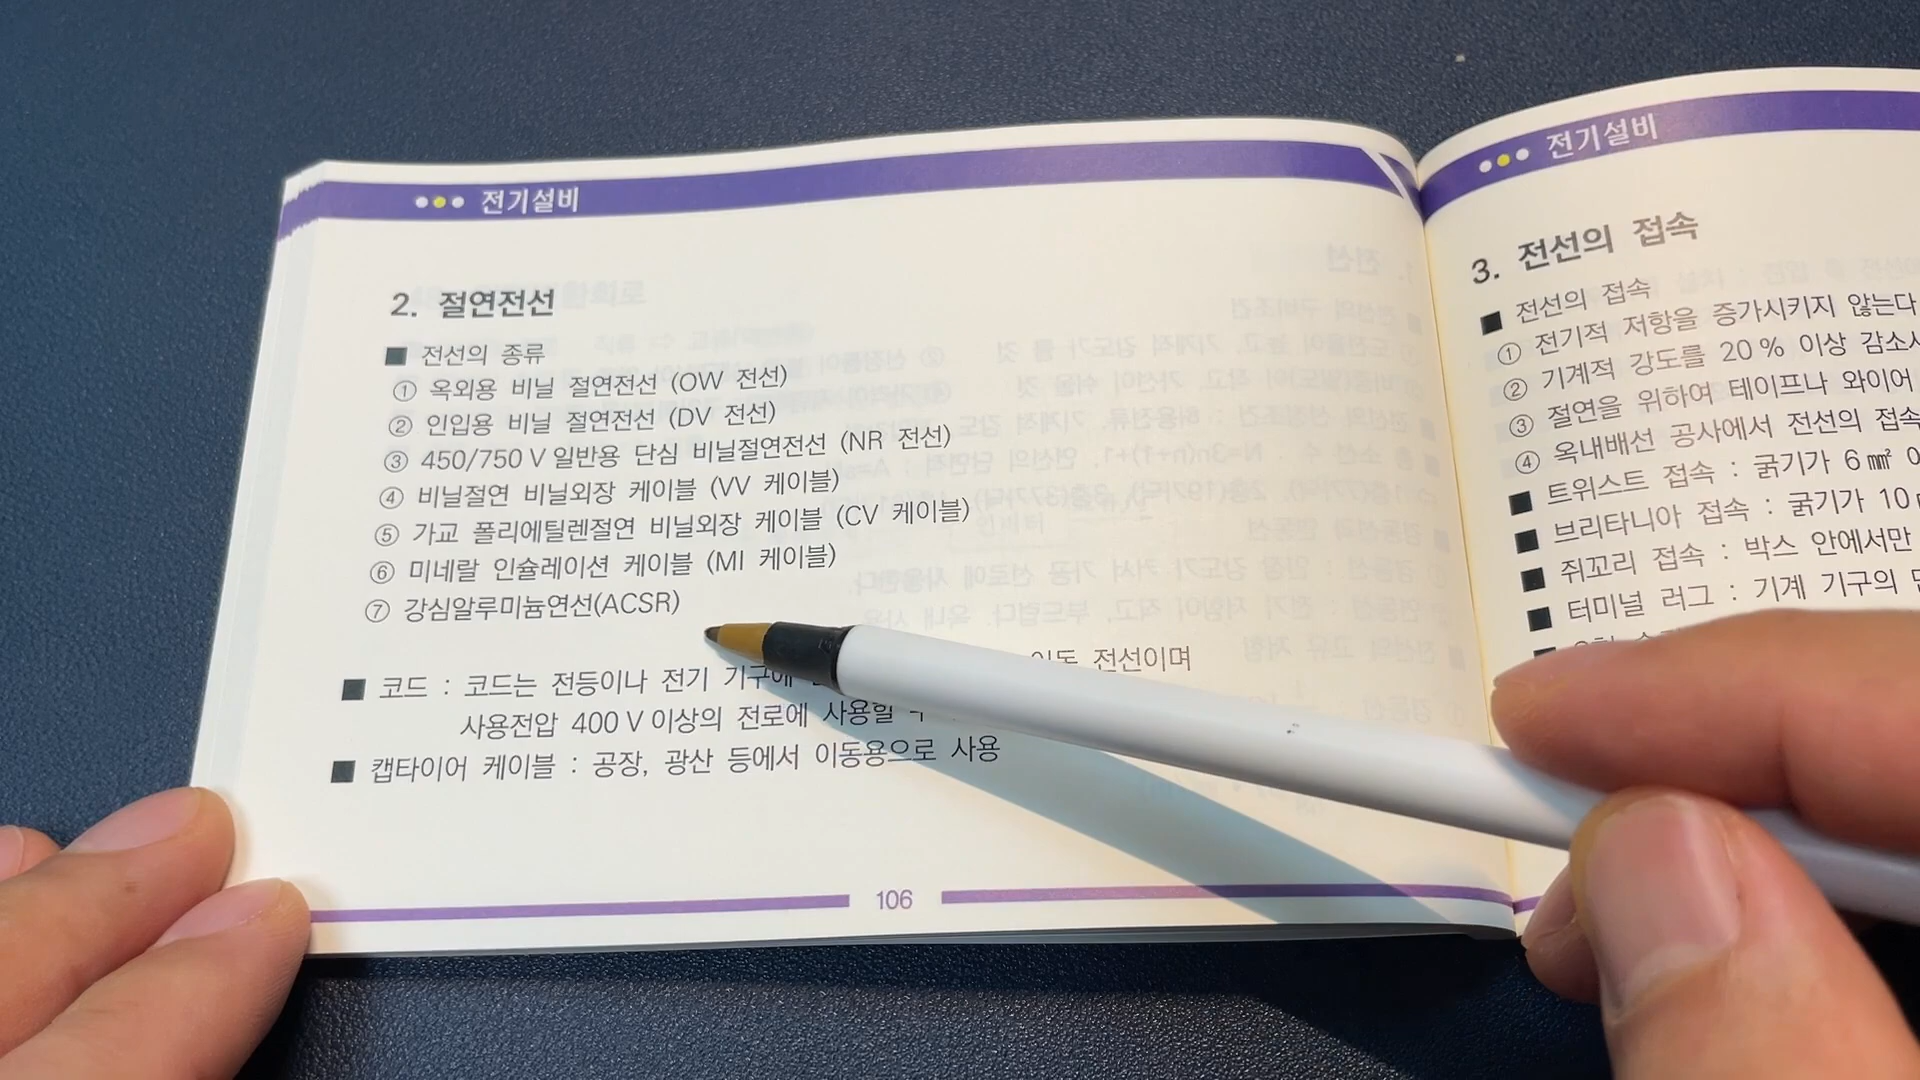 전기설비
2. 절연전선
■ 전선의 종류
① 옥외용 비닐 절연전선 (OW 전선)
② 인입용 비닐 절연전선 (DV 전선)
③ 450/750 V 일반용 단심 비닐절연전선 (NR 전선)
④ 비닐절연 비닐외장 케이블 (VV 케이블)
⑤ 가교 폴리에틸렌절연 비닐외장 케이블 (CV 케이블)
⑥ 미네랄 인슐레이션 케이블 (MI 케이블)
⑦ 강심알루미늄연선(ACSR)
■ 코드 : 코드는 전등이나 전기 기구에 이동 전선이며
사용전압 400 V 이상의 전로에 사용할
■ 캡타이어 케이블 : 공장, 광산 등에서 이동용으로 사용
106
전기설비
3. 전선의 접속
■ 전선의 접속
① 전기적 저항을 증가시키지 않는다
② 기계적 강도를 20 % 이상
③ 절연을 위하여 테이프나 와이어
④ 옥내배선 공사에서 전선의 접속
■ 트위스트 접속 : 굵기가 6 ㎟
■ 브리타니아 접속 : 굵기가 10
■ 쥐꼬리 접속 : 박스 안에서만
■ 터미널 러그 : 기계 기구의